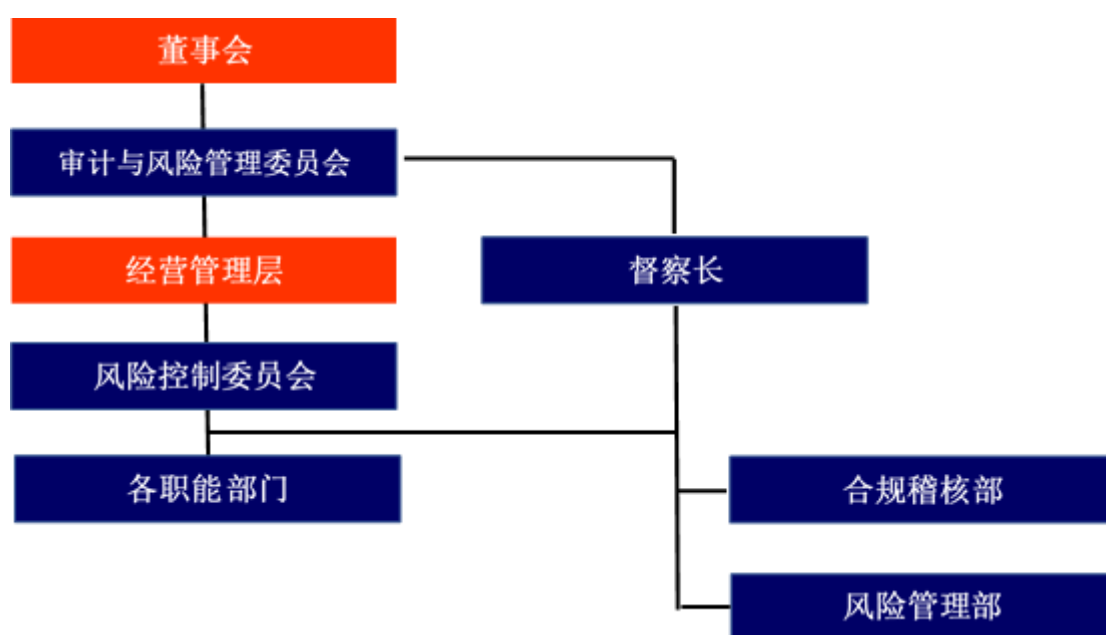 董事会
审计与风险管理委员会
经营管理层
督察长
风险控制委员会
各职能部门
合规稽核部
风险管理部